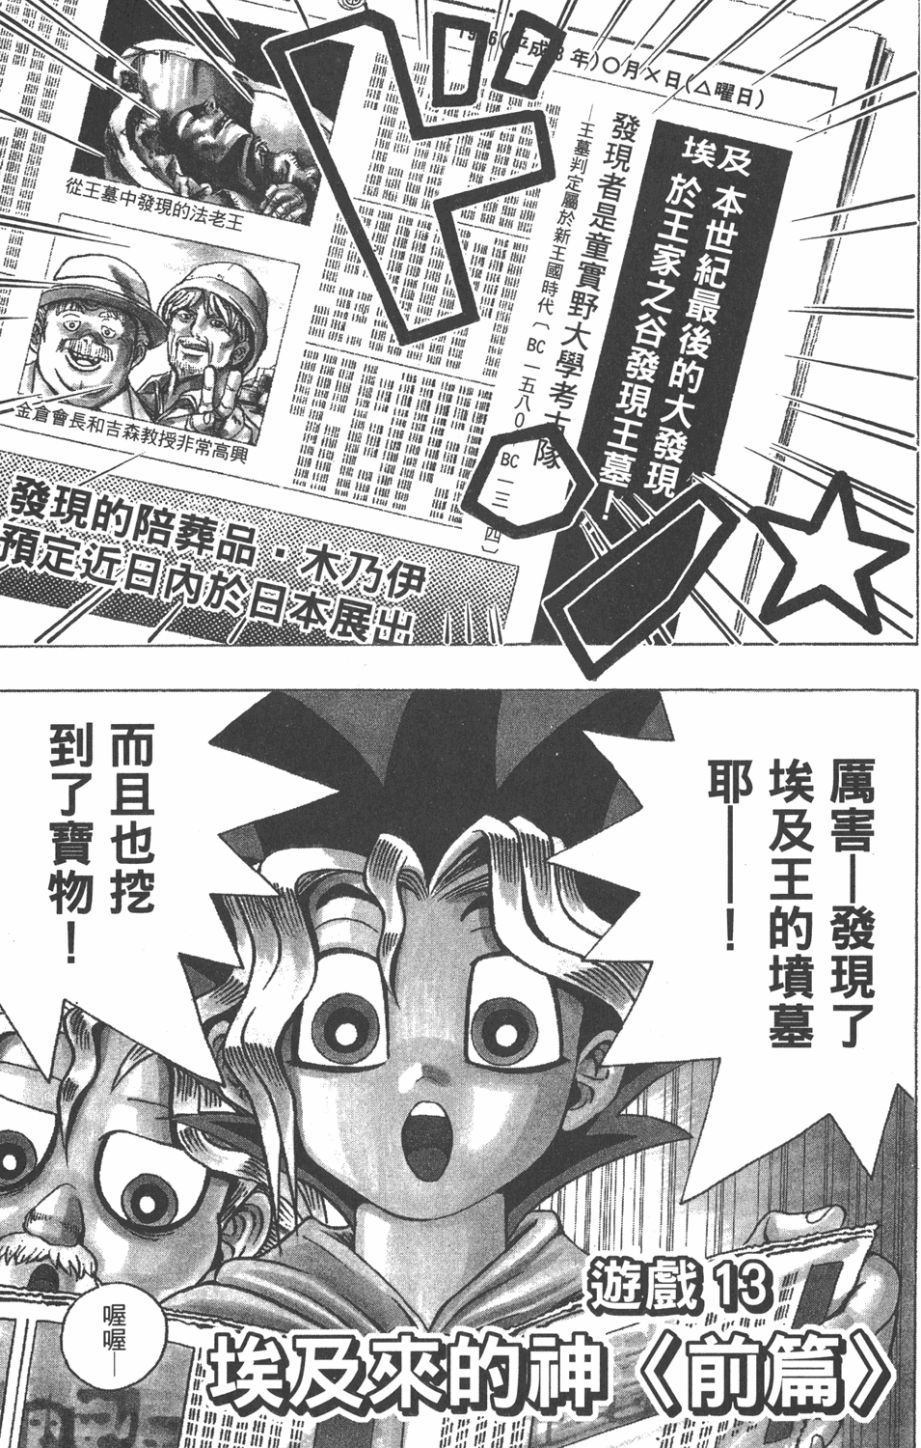 1996(平成8年)〇月×日(△曜日)
本世紀最後的大發現
埃及 於王家之谷發現王墓!
發現者是童實野大學考古隊
—王墓判定屬於新王國時代〔BC一五八〇
BC一三
四〕
從王墓中發現的法老王
金倉會長和吉森教授非常高興
發現的陪葬品·木乃伊
預定近日內於日本展出
ドドーン☆
厲害—發現了
埃及王的墳墓
耶——!
而且也挖
到了寶物!
喔
喔—
遊戲 13
埃及來的神〈前篇〉